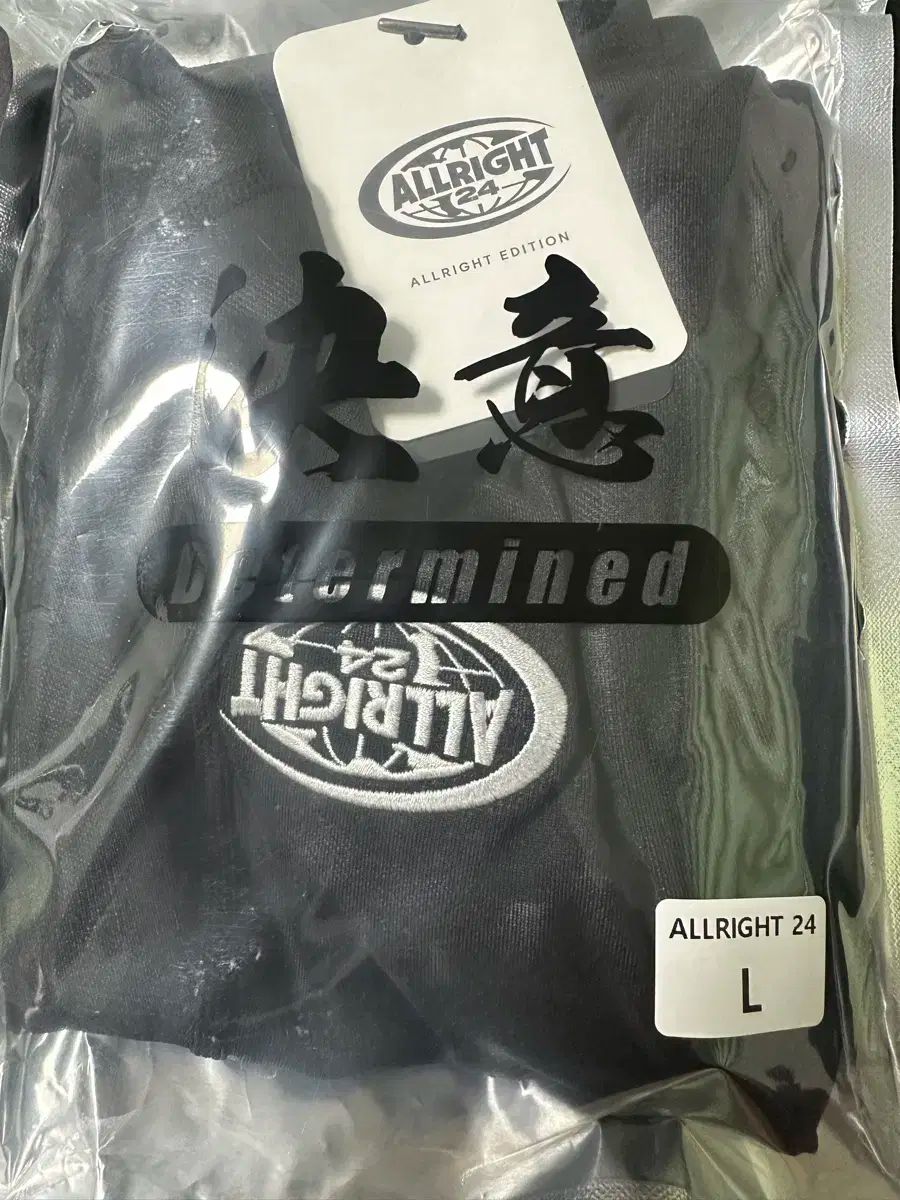 ALLRIGHT
24
ALLRIGHT EDITION
決意
Determined
24
ALLRIGHT
ALLRIGHT 24
L